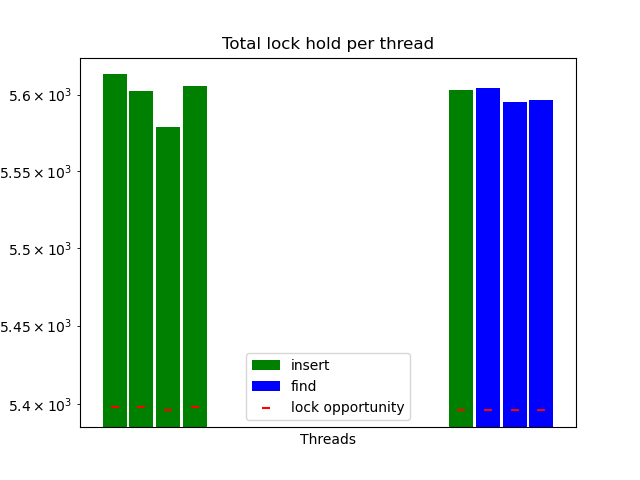 Total lock hold per thread
5.6 × 10³
5.55 × 10³
5.5 × 10³
5.45 × 10³
5.4 × 10³
insert
find
lock opportunity
Threads